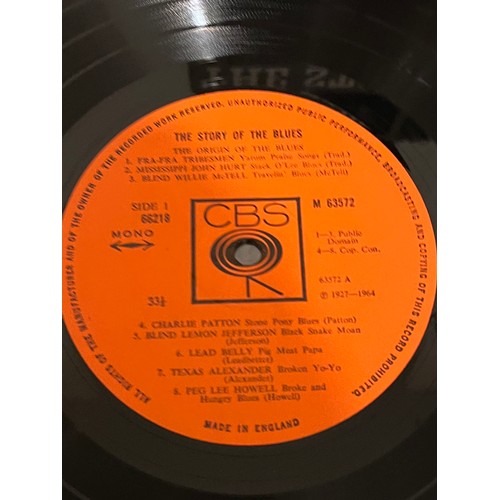 ALL RIGHTS OF THE MANUFACTURER AND OF THE OWNER OF THE RECORDED WORK RESERVED. UNAUTHORIZED PUBLIC PERFORMANCE, BROADCASTING AND COPYING OF THIS RECORD PROHIBITED.
THE STORY OF THE BLUES
THE ORIGIN OF THE BLUES
1. FRA-FRA TRIBESMEN Yarum Praise Songs (Trad.)
2. MISSISSIPPI JOHN HURT Stack O'Lee Blues (Trad.)
3. BLIND WILLIE McTELL Travelin' Blues (McTell)
SIDE 1
66218
MONO
33⅓
CBS
M 63572
1—3. Public
Domain
4—8. Cop. Con.
63572 A
℗ 1927—1964
4. CHARLIE PATTON Stone Pony Blues (Patton)
5. BLIND LEMON JEFFERSON Black Snake Moan
(Jefferson)
6. LEAD BELLY Pig Meat Papa
(Leadbetter)
7. TEXAS ALEXANDER Broken Yo-Yo
(Alexander)
8. PEG LEE HOWELL Broke and
Hungry Blues (Howell)
MADE IN ENGLAND